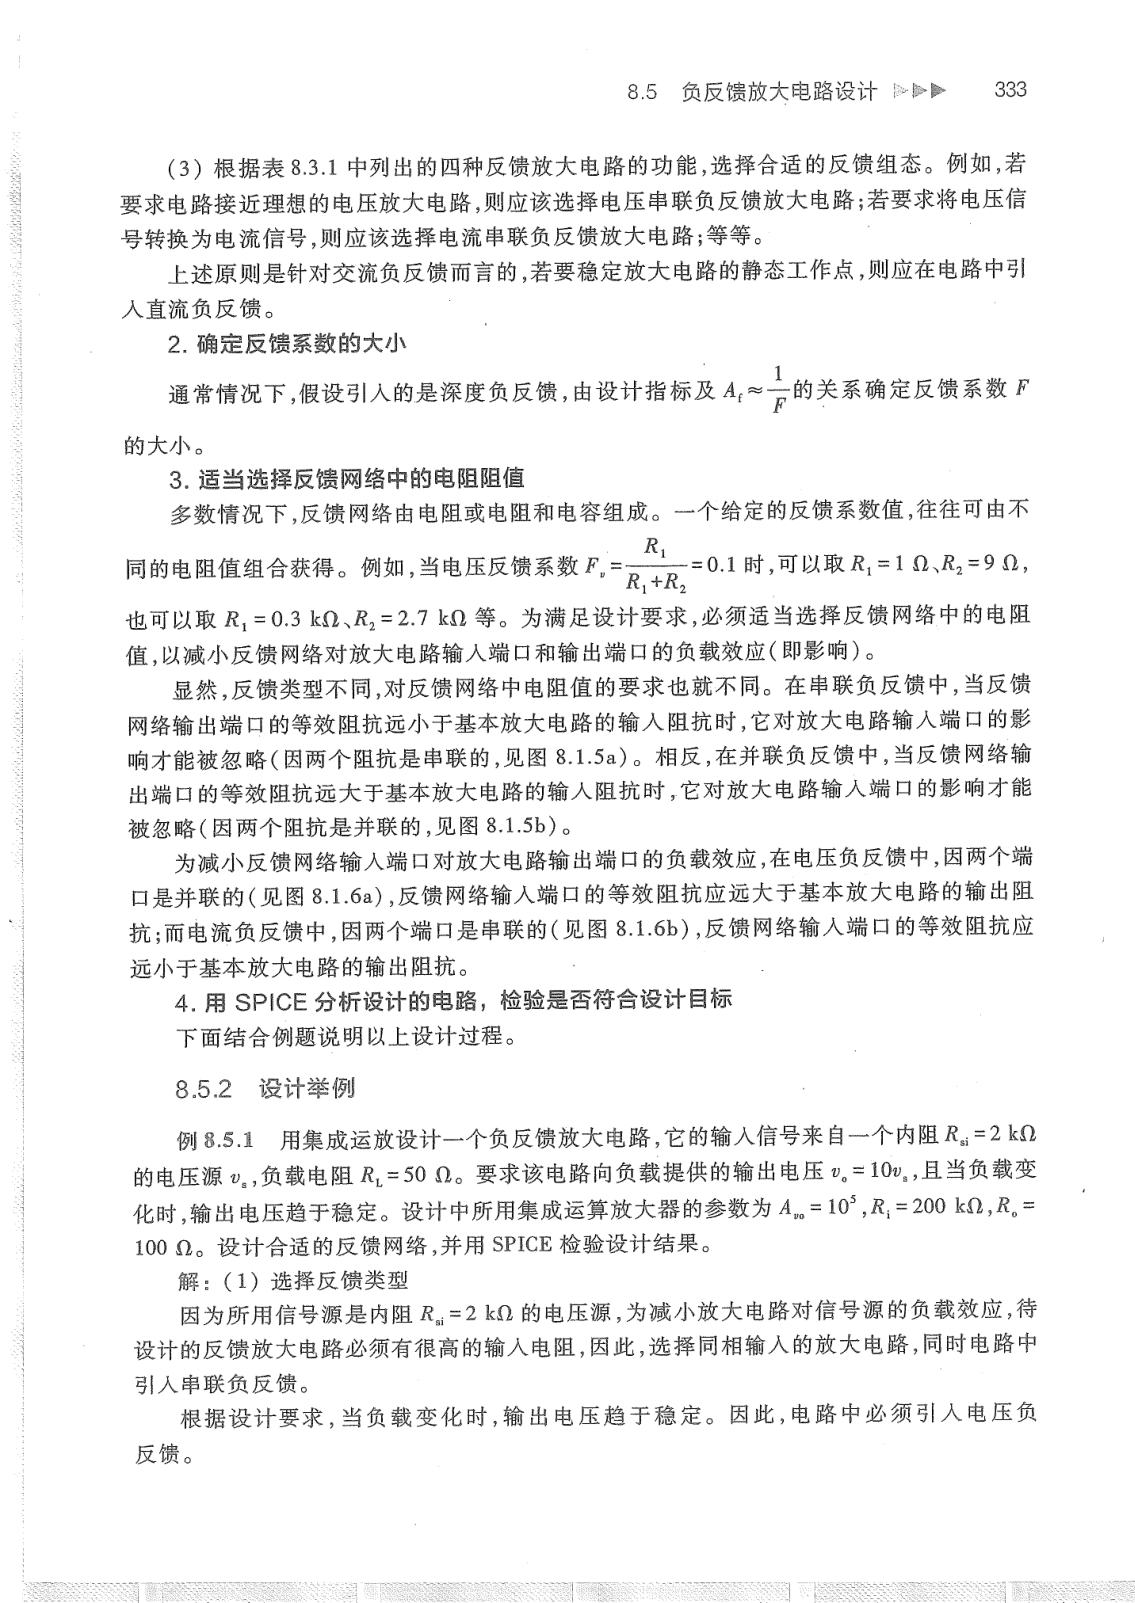 8.5 负反馈放大电路设计 ▷▶▶ 333
(3) 根据表 8.3.1 中列出的四种反馈放大电路的功能,选择合适的反馈组态。例如,若
要求电路接近理想的电压放大电路,则应该选择电压串联负反馈放大电路;若要求将电压信
号转换为电流信号,则应该选择电流串联负反馈放大电路;等等。
上述原则是针对交流负反馈而言的,若要稳定放大电路的静态工作点,则应在电路中引
入直流负反馈。
2. 确定反馈系数的大小
通常情况下,假设引入的是深度负反馈,由设计指标及 A_f≈1/F 的关系确定反馈系数 F
的大小。
3. 适当选择反馈网络中的电阻阻值
多数情况下,反馈网络由电阻或电阻和电容组成。一个给定的反馈系数值,往往可由不
同的电阻值组合获得。例如,当电压反馈系数 F_v=R₁/(R₁+R₂)=0.1 时,可以取 R₁=1 Ω、R₂=9 Ω,
也可以取 R₁=0.3 kΩ、R₂=2.7 kΩ 等。为满足设计要求,必须适当选择反馈网络中的电阻
值,以减小反馈网络对放大电路输入端口和输出端口的负载效应(即影响)。
显然,反馈类型不同,对反馈网络中电阻值的要求也就不同。在串联负反馈中,当反馈
网络输出端口的等效阻抗远小于基本放大电路的输入阻抗时,它对放大电路输入端口的影
响才能被忽略(因两个阻抗是串联的,见图 8.1.5a)。相反,在并联负反馈中,当反馈网络输
出端口的等效阻抗远大于基本放大电路的输入阻抗时,它对放大电路输入端口的影响才能
被忽略(因两个阻抗是并联的,见图 8.1.5b)。
为减小反馈网络输入端口对放大电路输出端口的负载效应,在电压负反馈中,因两个端
口是并联的(见图 8.1.6a),反馈网络输入端口的等效阻抗应远大于基本放大电路的输出阻
抗;而电流负反馈中,因两个端口是串联的(见图 8.1.6b),反馈网络输入端口的等效阻抗应
远小于基本放大电路的输出阻抗。
4. 用 SPICE 分析设计的电路，检验是否符合设计目标
下面结合例题说明以上设计过程。
8.5.2 设计举例
例 8.5.1 用集成运放设计一个负反馈放大电路,它的输入信号来自一个内阻 R_si=2 kΩ
的电压源 v_s,负载电阻 R_L=50 Ω。要求该电路向负载提供的输出电压 v_o=10v_s,且当负载变
化时,输出电压趋于稳定。设计中所用集成运算放大器的参数为 A_vo=10⁵,R_i=200 kΩ,R_o=
100 Ω。设计合适的反馈网络,并用 SPICE 检验设计结果。
解:(1) 选择反馈类型
因为所用信号源是内阻 R_si=2 kΩ 的电压源,为减小放大电路对信号源的负载效应,待
设计的反馈放大电路必须有很高的输入电阻,因此,选择同相输入的放大电路,同时电路中
引入串联负反馈。
根据设计要求,当负载变化时,输出电压趋于稳定。因此,电路中必须引入电压负
反馈。